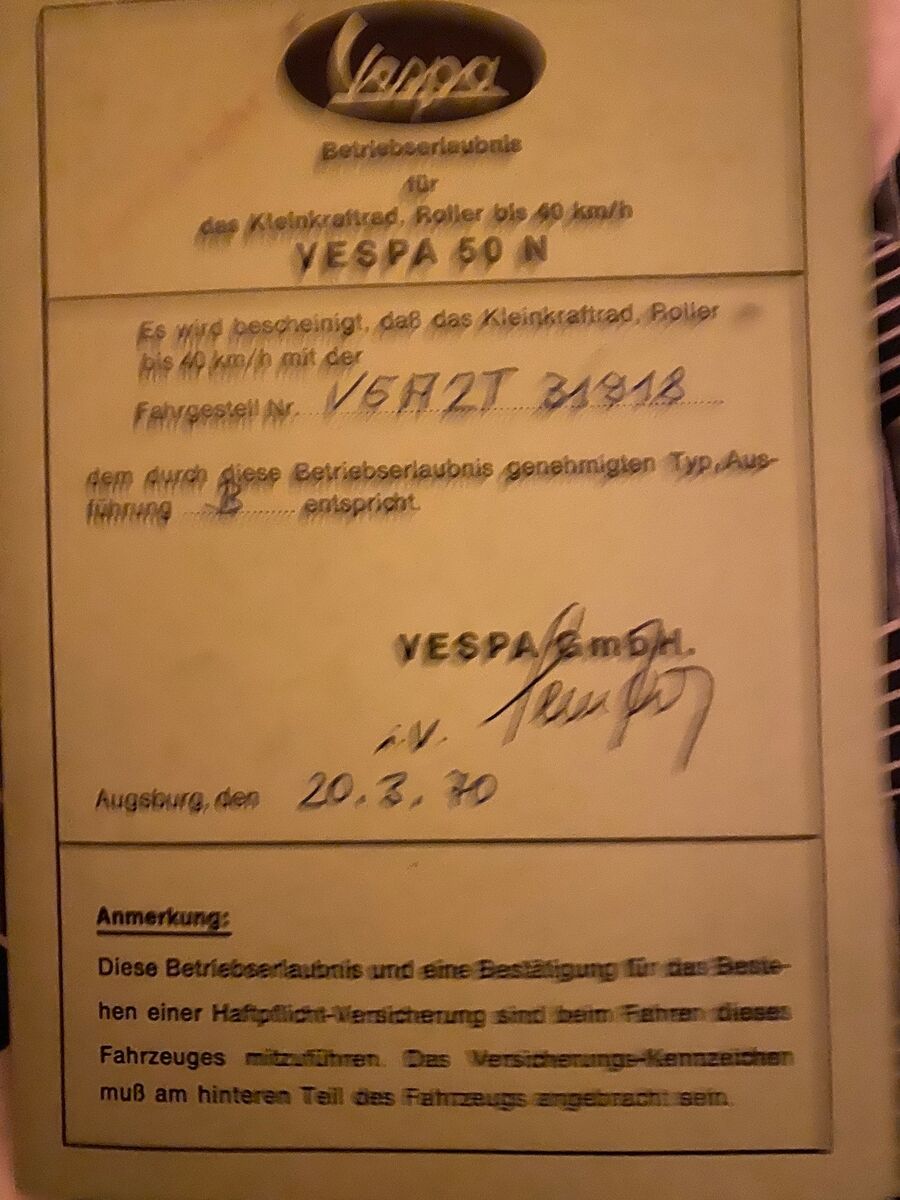 Vespa
Betriebserlaubnis
für
das Kleinkraftrad, Roller bis 40 km/h
VESPA 50 N
Es wird bescheinigt, daß das Kleinkraftrad, Roller
bis 40 km/h mit der
Fahrgestell Nr. V5A2T 31918
dem durch diese Betriebserlaubnis genehmigten Typ, Aus-
führung B entspricht.
VESPA GmbH.
i.V.
Augsburg, den 20.3.70
Anmerkung:
Diese Betriebserlaubnis und eine Bestätigung für das Beste-
hen einer Haftpflicht-Versicherung sind beim Fahren dieses
Fahrzeuges mitzuführen. Das Versicherungs-Kennzeichen
muß am hinteren Teil des Fahrzeugs angebracht sein.